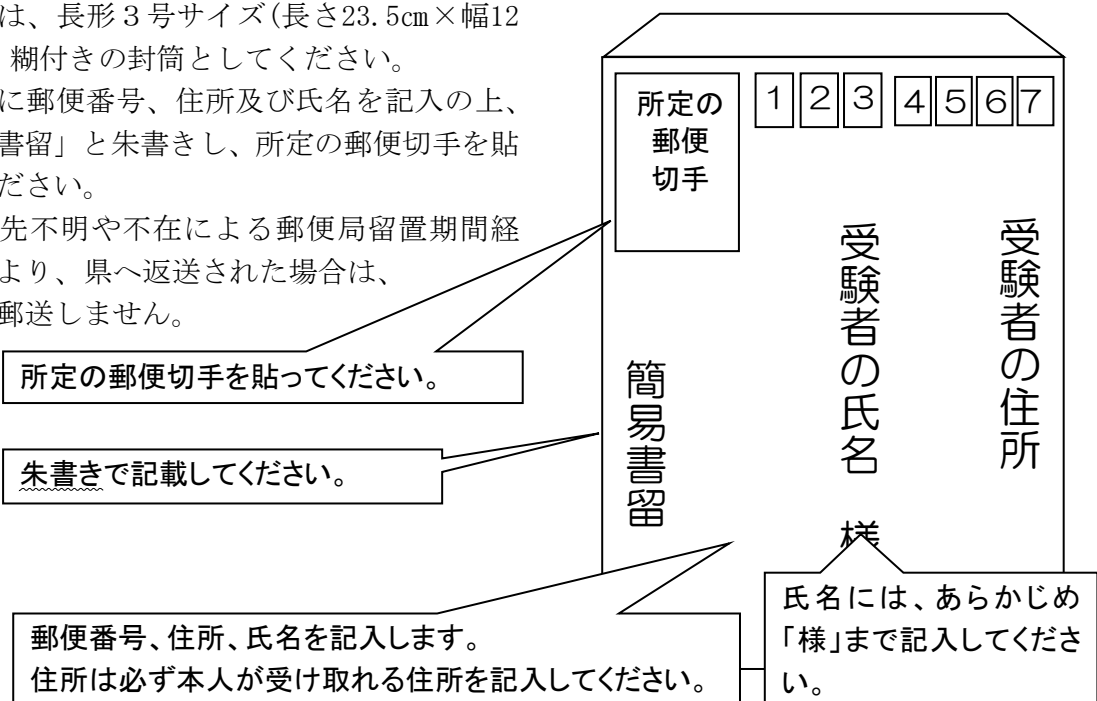 は、長形３号サイズ(長さ23.5㎝×幅12
糊付きの封筒としてください。
に郵便番号、住所及び氏名を記入の上、
書留」と朱書きし、所定の郵便切手を貼
ださい。
先不明や不在による郵便局留置期間経
より、県へ返送された場合は、
郵送しません。
所定の
郵便
切手
１２３ ４５６７
受験者の住所
受験者の氏名 様
簡易書留
所定の郵便切手を貼ってください。
朱書きで記載してください。
郵便番号、住所、氏名を記入します。
住所は必ず本人が受け取れる住所を記入してください。
氏名には、あらかじめ
「様」まで記入してくださ
い。